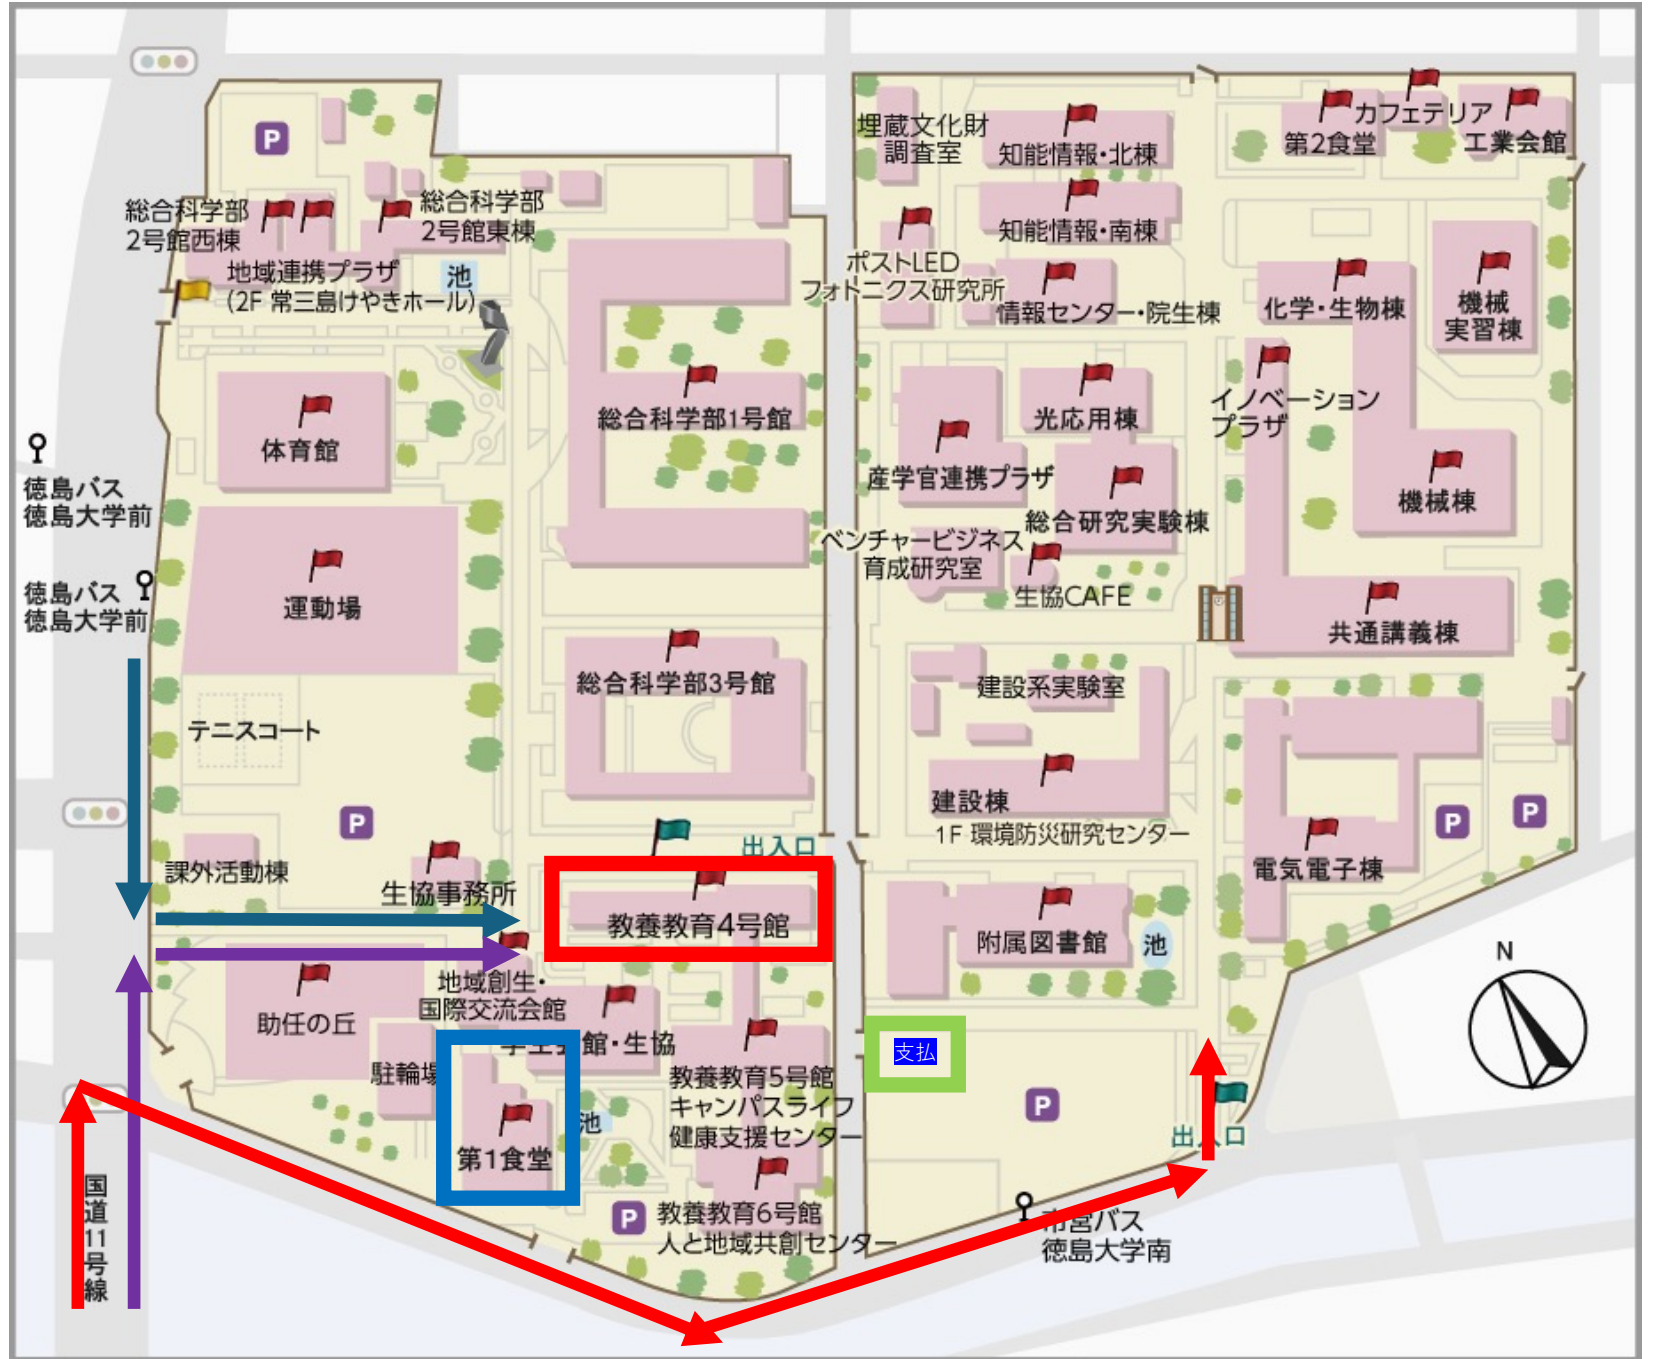 P
総合科学部
2号館西棟
総合科学部
2号館東棟
地域連携プラザ
(2F 常三島けやきホール)
池
埋蔵文化財
調査室
知能情報・北棟
知能情報・南棟
第2食堂
カフェテリア
工業会館
ポストLED
フォトニクス研究所
情報センター・院生棟
化学・生物棟
機械
実習棟
総合科学部1号館
体育館
徳島バス
徳島大学前
徳島バス
徳島大学前
運動場
光応用棟
イノベーション
プラザ
産学官連携プラザ
総合研究実験棟
機械棟
ベンチャービジネス
育成研究室
生協CAFE
共通講義棟
総合科学部3号館
建設系実験室
テニスコート
P
建設棟
1F 環境防災研究センター
P
P
電気電子棟
出入口
課外活動棟
生協事務所
教養教育4号館
附属図書館
池
N
地域創生・
国際交流会館
助任の丘
学生会館・生協
駐輪場
支払
教養教育5号館
キャンパスライフ
健康支援センター
P
池
出入口
第1食堂
P
教養教育6号館
人と地域共創センター
市営バス
徳島大学南
国道11号線